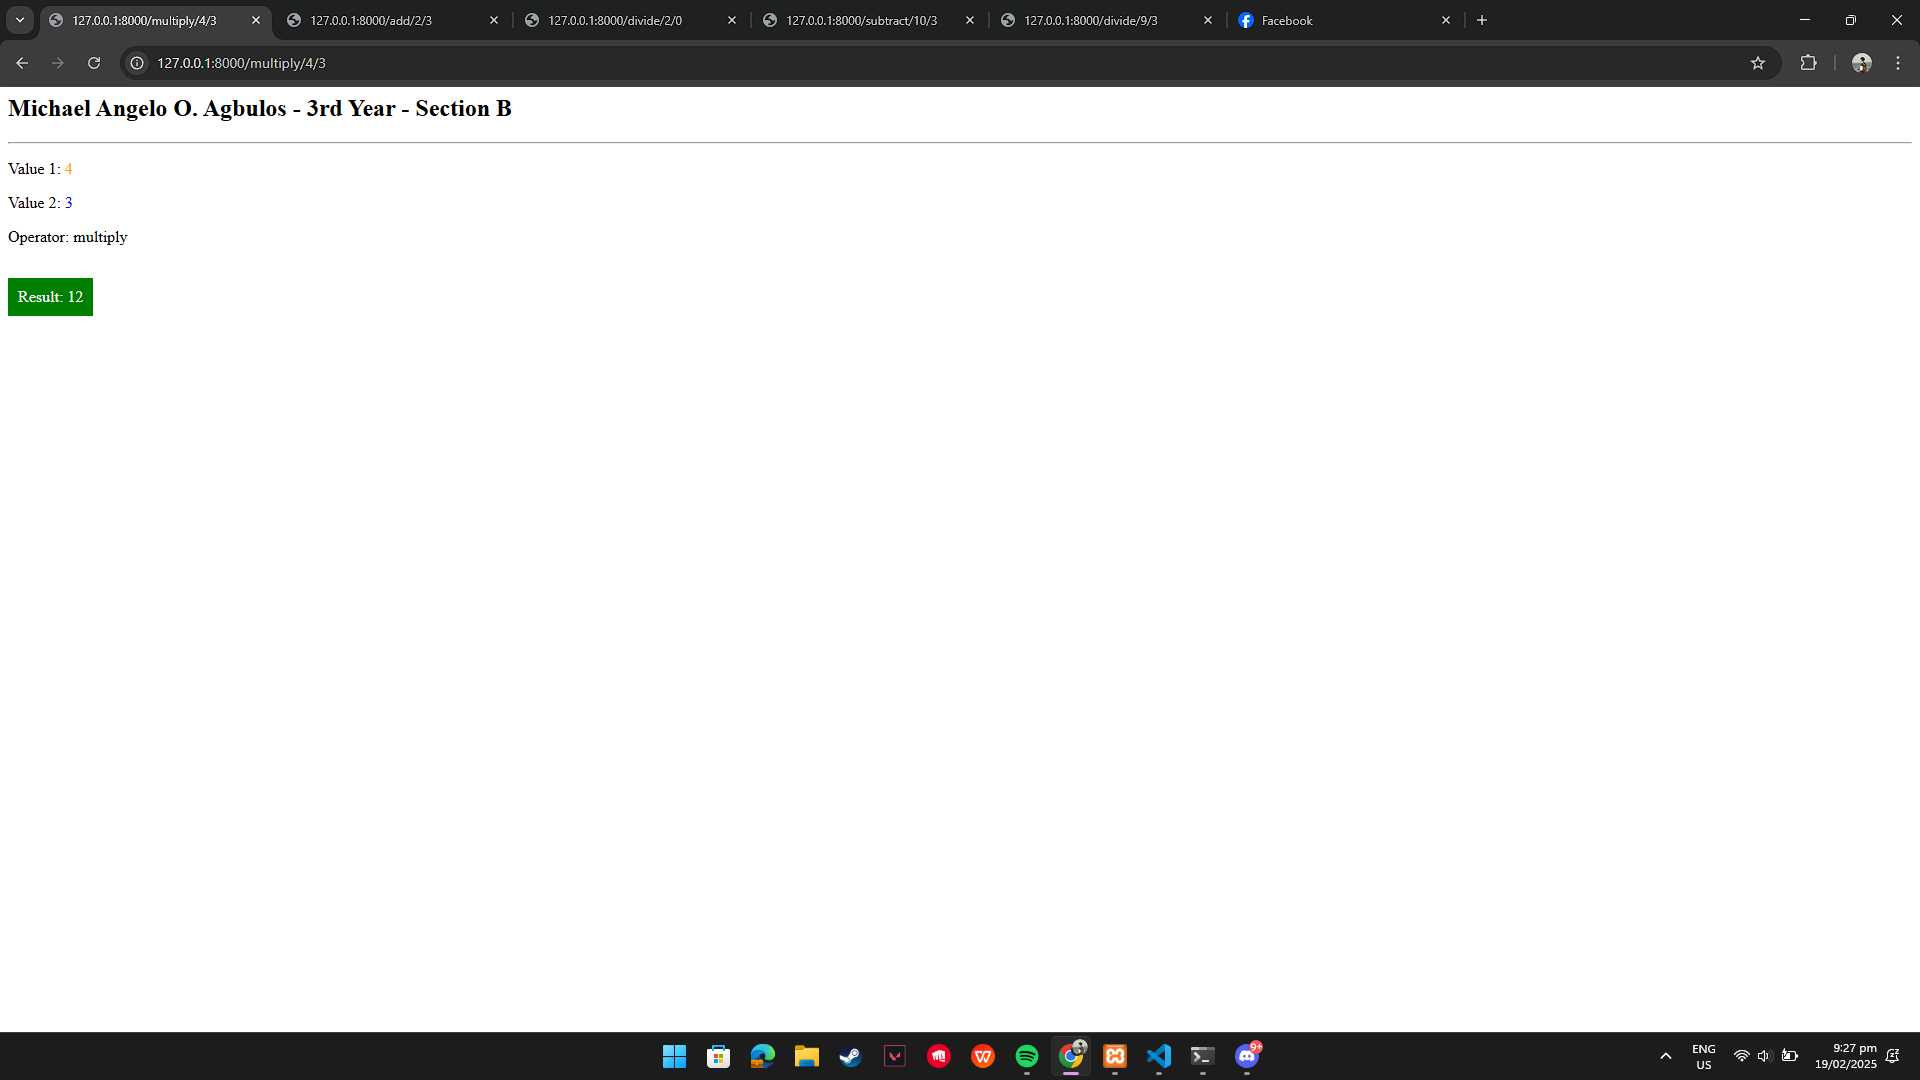 127.0.0.1:8000/multiply/4/3
127.0.0.1:8000/add/2/3
127.0.0.1:8000/divide/2/0
127.0.0.1:8000/subtract/10/3
127.0.0.1:8000/divide/9/3
Facebook
127.0.0.1:8000/multiply/4/3
Michael Angelo O. Agbulos - 3rd Year - Section B
Value 1: 4
Value 2: 3
Operator: multiply
Result: 12
9+
ENG
US
9:27 pm
19/02/2025